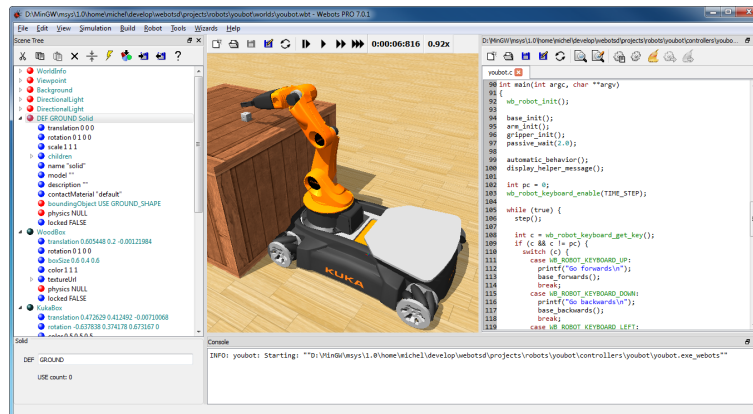 D:\MinGW\msys\1.0\home\michel\develop\webotsd\projects\robots\youbot\worlds\youbot.wbt - Webots PRO 7.0.1
File Edit View Simulation Build Robot Tools Wizards Help
Scene Tree
WorldInfo
Viewpoint
Background
DirectionalLight
DirectionalLight
DEF GROUND Solid
translation 0 0 0
rotation 0 1 0 0
scale 1 1 1
children
name "solid"
model ""
description ""
contactMaterial "default"
boundingObject USE GROUND_SHAPE
physics NULL
locked FALSE
WoodBox
translation 0.605448 0.2 -0.00121984
rotation 0 1 0 0
boxSize 0.6 0.4 0.6
color 1 1 1
textureUrl
physics NULL
locked FALSE
KukaBox
translation 0.472629 0.412492 -0.00710068
rotation -0.637838 0.374178 0.673167 0
color 0.5 0.5 0.5
Solid
DEF GROUND
USE count: 0
0:00:06:816 0.92x
KUKA
D:\MinGW\msys\1.0\home\michel\develop\webotsd\projects\robots\youbot\controllers\youbot...
youbot.c
90 int main(int argc, char **argv)
91 {
92 wb_robot_init();
93
94 base_init();
95 arm_init();
96 gripper_init();
97 passive_wait(2.0);
98
99 automatic_behavior();
100 display_helper_message();
101
102 int pc = 0;
103 wb_robot_keyboard_enable(TIME_STEP);
104
105 while (true) {
106 step();
107
108 int c = wb_robot_keyboard_get_key();
109 if (c && c != pc) {
110 switch (c) {
111 case WB_ROBOT_KEYBOARD_UP:
112 printf("Go forwards\n");
113 base_forwards();
114 break;
115 case WB_ROBOT_KEYBOARD_DOWN:
116 printf("Go backwards\n");
117 base_backwards();
118 break;
119 case WB_ROBOT_KEYBOARD_LEFT:
Console
INFO: youbot: Starting: ""D:\MinGW\msys\1.0\home\michel\develop\webotsd\projects\robots\youbot\controllers\youbot\youbot.exe_webots""